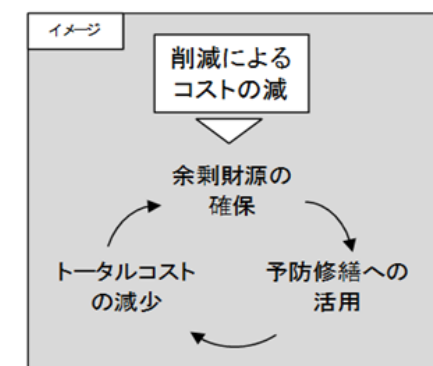 イメージ
削減による
コストの減
余剰財源の
確保
トータルコスト
の減少
予防修繕への
活用